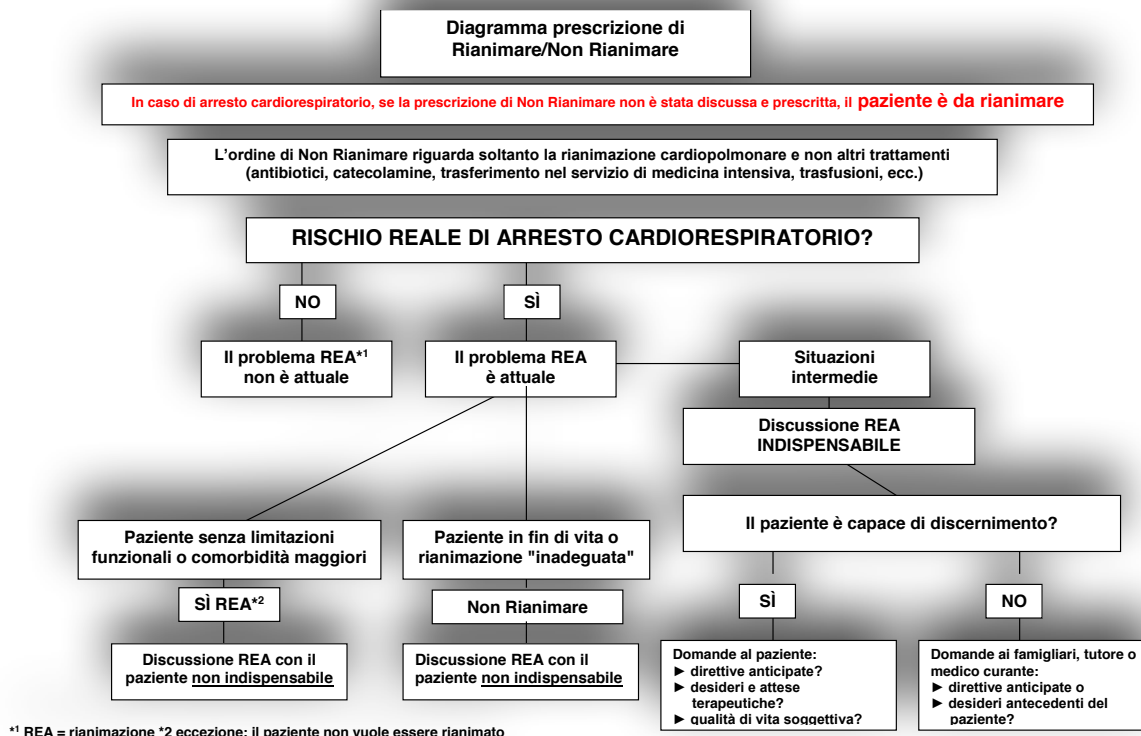 Diagramma prescrizione di
Rianimare/Non Rianimare
In caso di arresto cardiorespiratorio, se la prescrizione di Non Rianimare non è stata discussa e prescritta, il paziente è da rianimare
L'ordine di Non Rianimare riguarda soltanto la rianimazione cardiopolmonare e non altri trattamenti
(antibiotici, catecolamine, trasferimento nel servizio di medicina intensiva, trasfusioni, ecc.)
RISCHIO REALE DI ARRESTO CARDIORESPIRATORIO?
NO
SÌ
Il problema REA*1
non è attuale
Il problema REA
è attuale
Situazioni
intermedie
Discussione REA
INDISPENSABILE
Il paziente è capace di discernimento?
Paziente senza limitazioni
funzionali o comorbidità maggiori
Paziente in fin di vita o
rianimazione "inadeguata"
SÌ REA*2
Non Rianimare
SÌ
NO
Discussione REA con il
paziente non indispensabile
Discussione REA con il
paziente non indispensabile
Domande al paziente:
► direttive anticipate?
► desideri e attese
terapeutiche?
► qualità di vita soggettiva?
Domande ai famigliari, tutore o
medico curante:
► direttive anticipate o
► desideri antecedenti del
paziente?
*1 REA = rianimazione *2 eccezione: il paziente non vuole essere rianimato